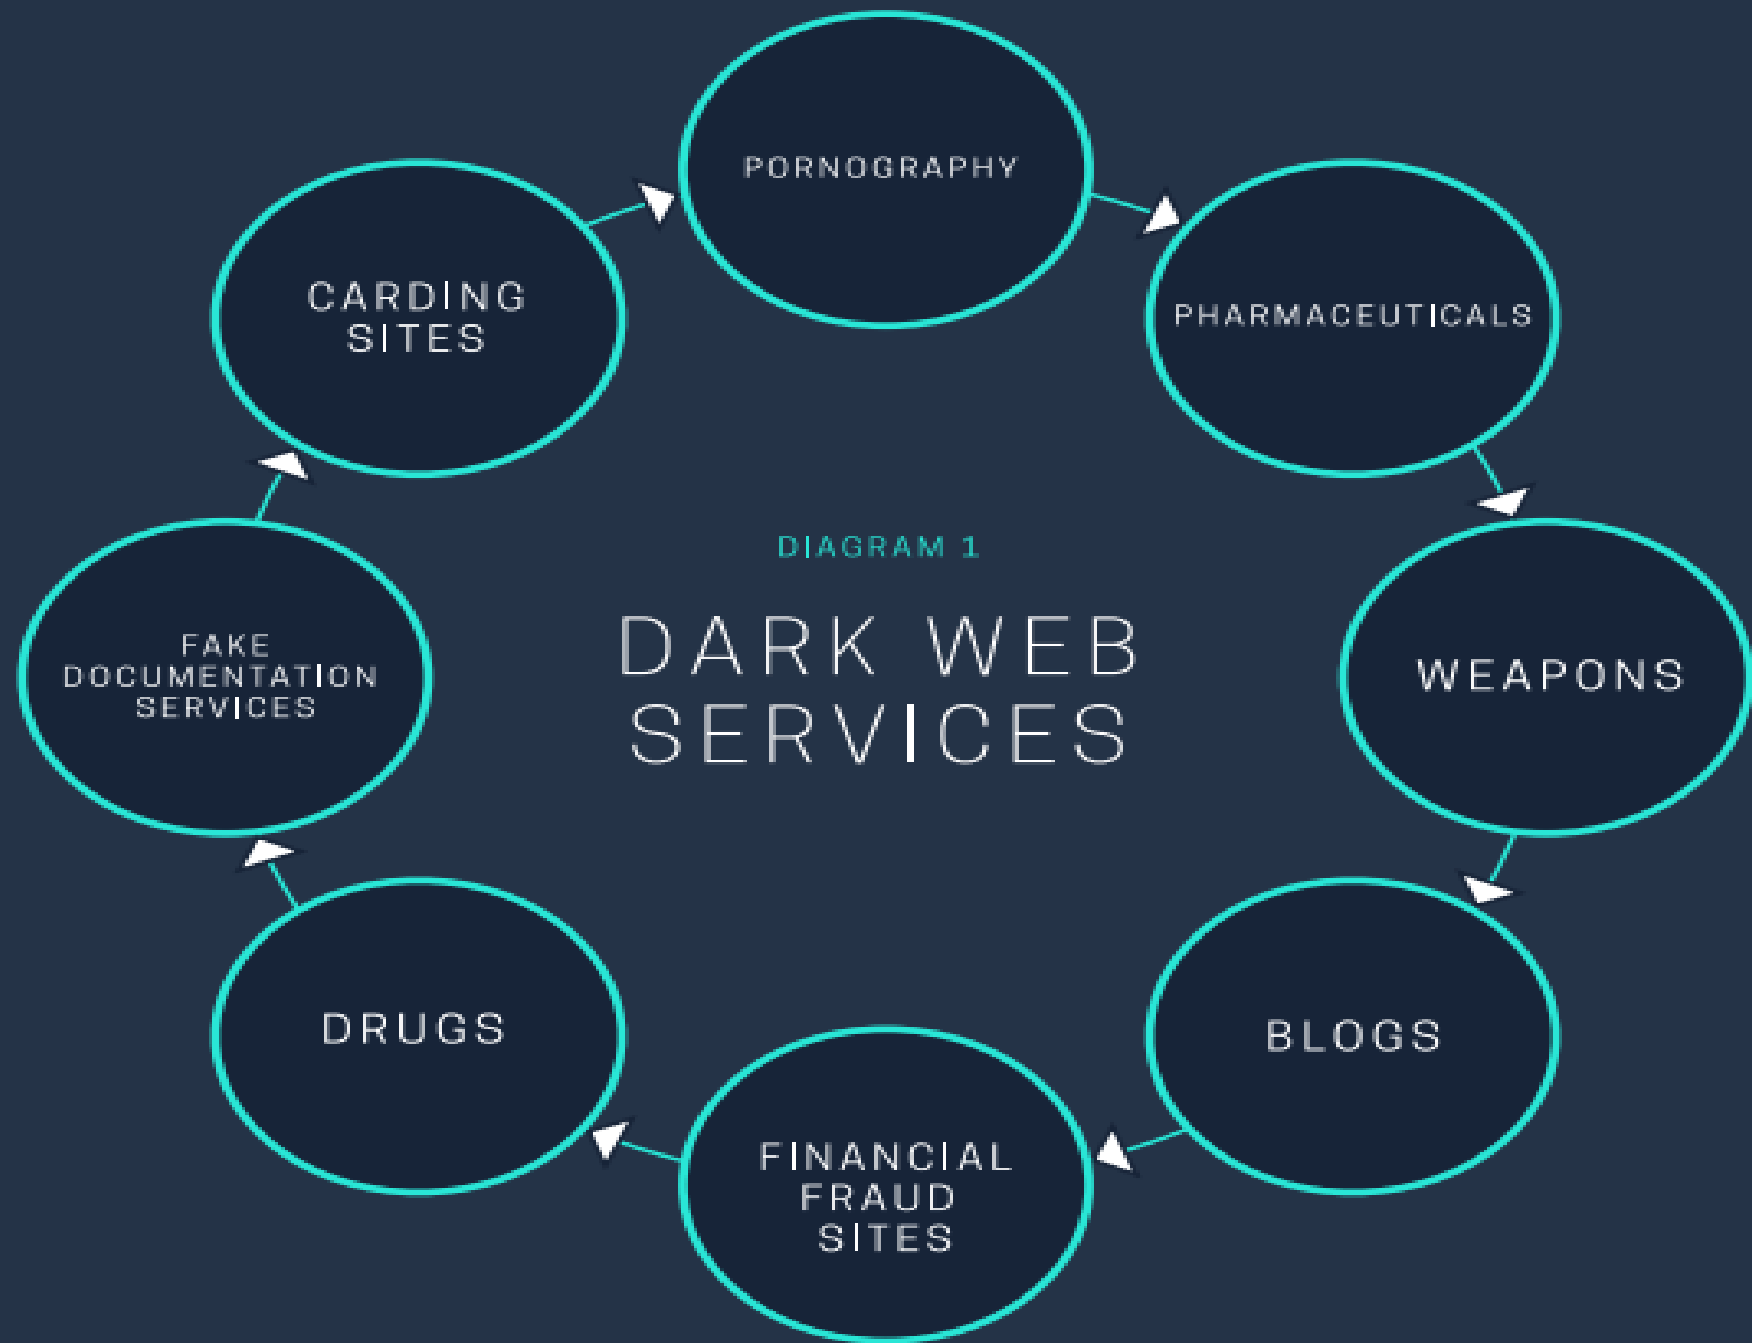 PORNOGRAPHY
PHARMACEUTICALS
WEAPONS
BLOGS
FINANCIAL
FRAUD
SITES
DRUGS
FAKE
DOCUMENTATION
SERVICES
CARDING
SITES
DIAGRAM 1
DARK WEB
SERVICES